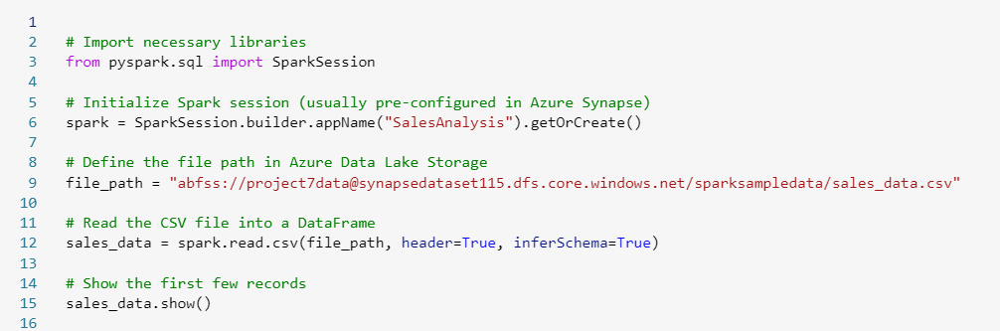 1
2 # Import necessary libraries
3 from pyspark.sql import SparkSession
4
5 # Initialize Spark session (usually pre-configured in Azure Synapse)
6 spark = SparkSession.builder.appName("SalesAnalysis").getOrCreate()
7
8 # Define the file path in Azure Data Lake Storage
9 file_path = "abfss://project7data@synapsedataset115.dfs.core.windows.net/sparksampledata/sales_data.csv"
10
11 # Read the CSV file into a DataFrame
12 sales_data = spark.read.csv(file_path, header=True, inferSchema=True)
13
14 # Show the first few records
15 sales_data.show()
16